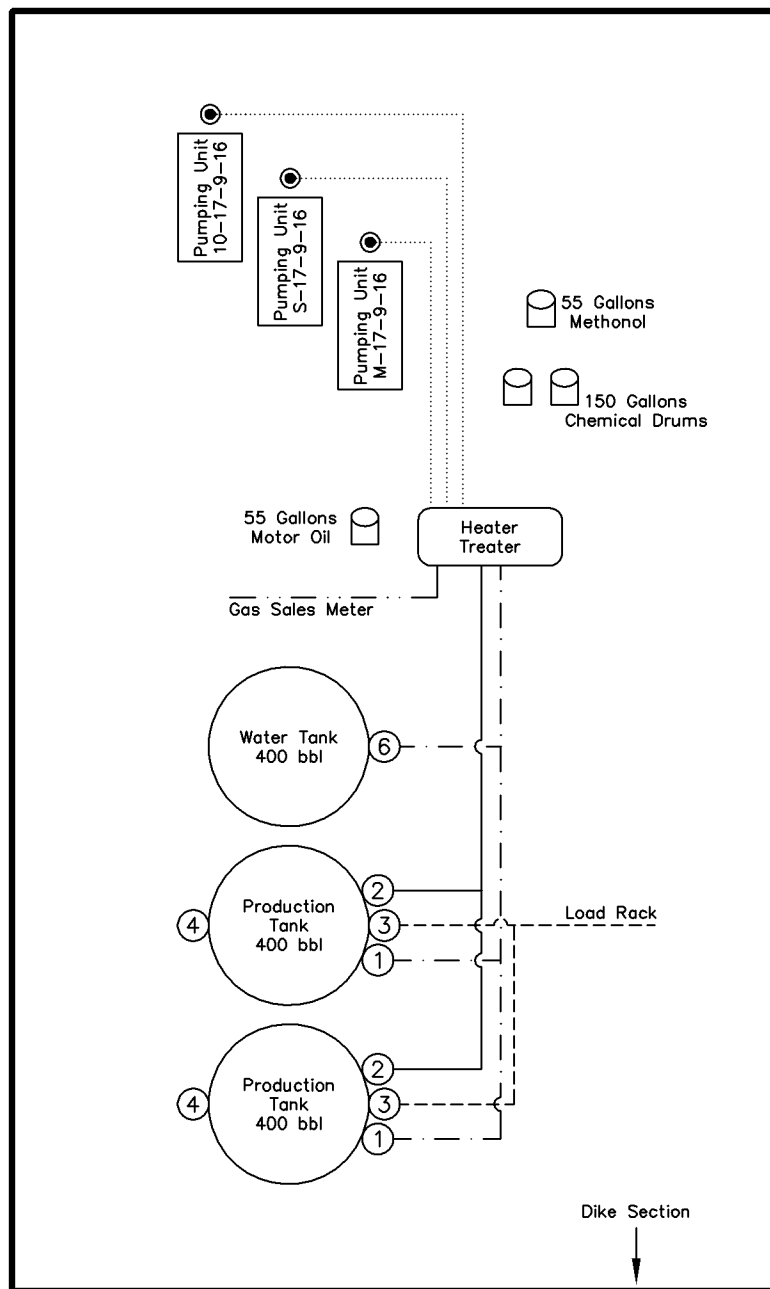 Pumping Unit
10-17-9-16
Pumping Unit
S-17-9-16
Pumping Unit
M-17-9-16
55 Gallons
Methonol
150 Gallons
Chemical Drums
55 Gallons
Motor Oil
Heater
Treater
Gas Sales Meter
Water Tank
400 bbl
6
Production
Tank
400 bbl
4
2
3
1
Load Rack
Production
Tank
400 bbl
4
2
3
1
Dike Section